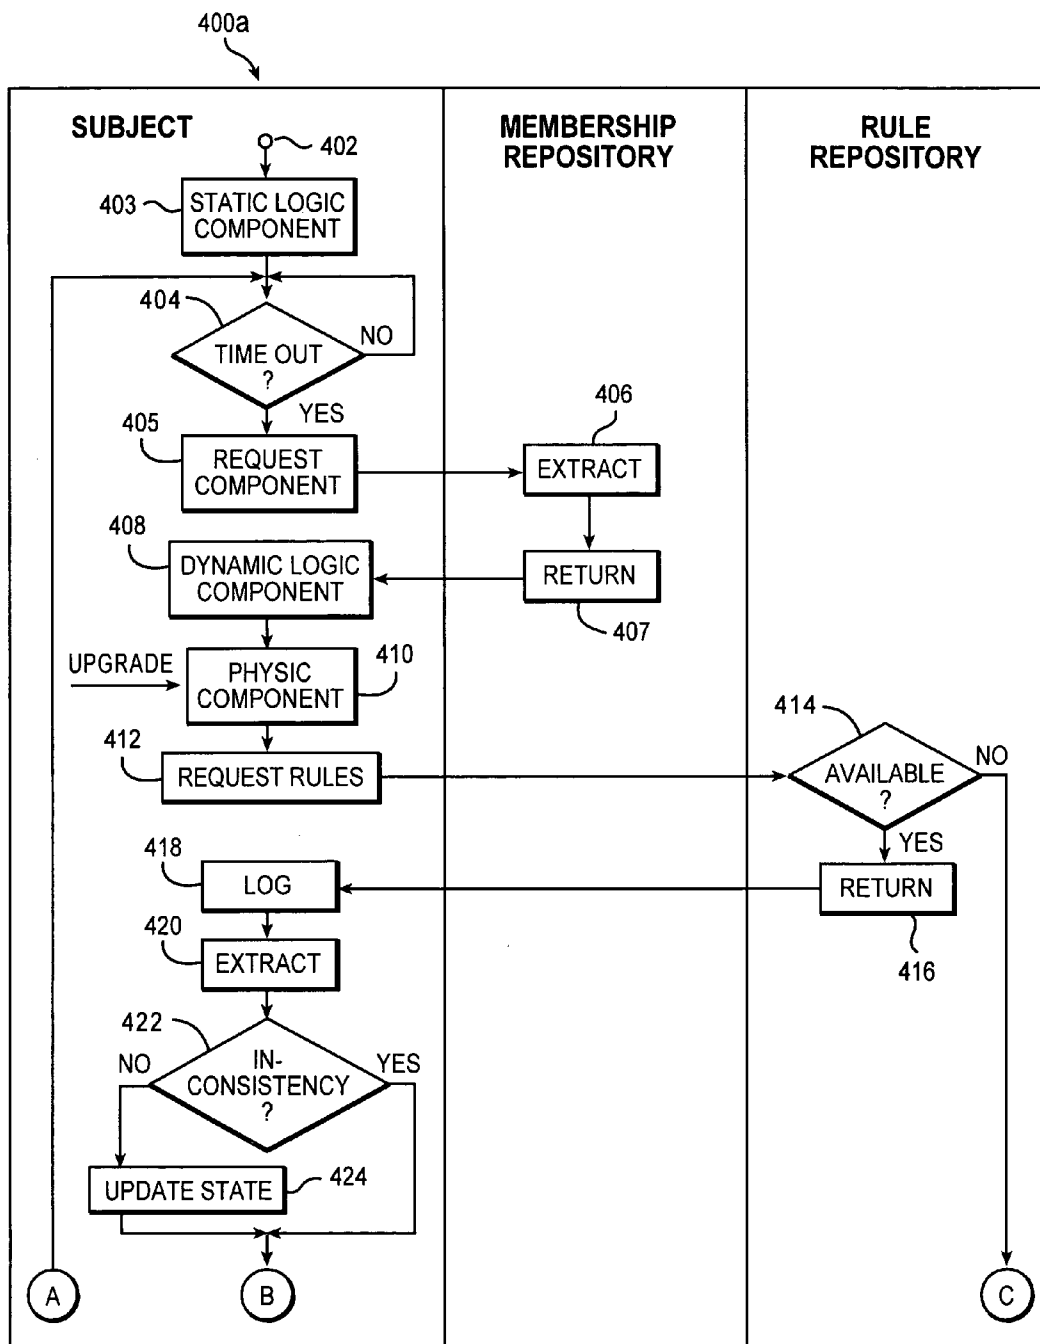 400a
SUBJECT
MEMBERSHIP
REPOSITORY
RULE
REPOSITORY
402
403
STATIC LOGIC
COMPONENT
404
TIME OUT
?
NO
YES
405
REQUEST
COMPONENT
406
EXTRACT
408
DYNAMIC LOGIC
COMPONENT
RETURN
407
UPGRADE
PHYSIC
COMPONENT
410
412
REQUEST RULES
414
AVAILABLE
?
NO
YES
418
LOG
RETURN
416
420
EXTRACT
422
NO
IN-
CONSISTENCY
?
YES
UPDATE STATE
424
A
B
C